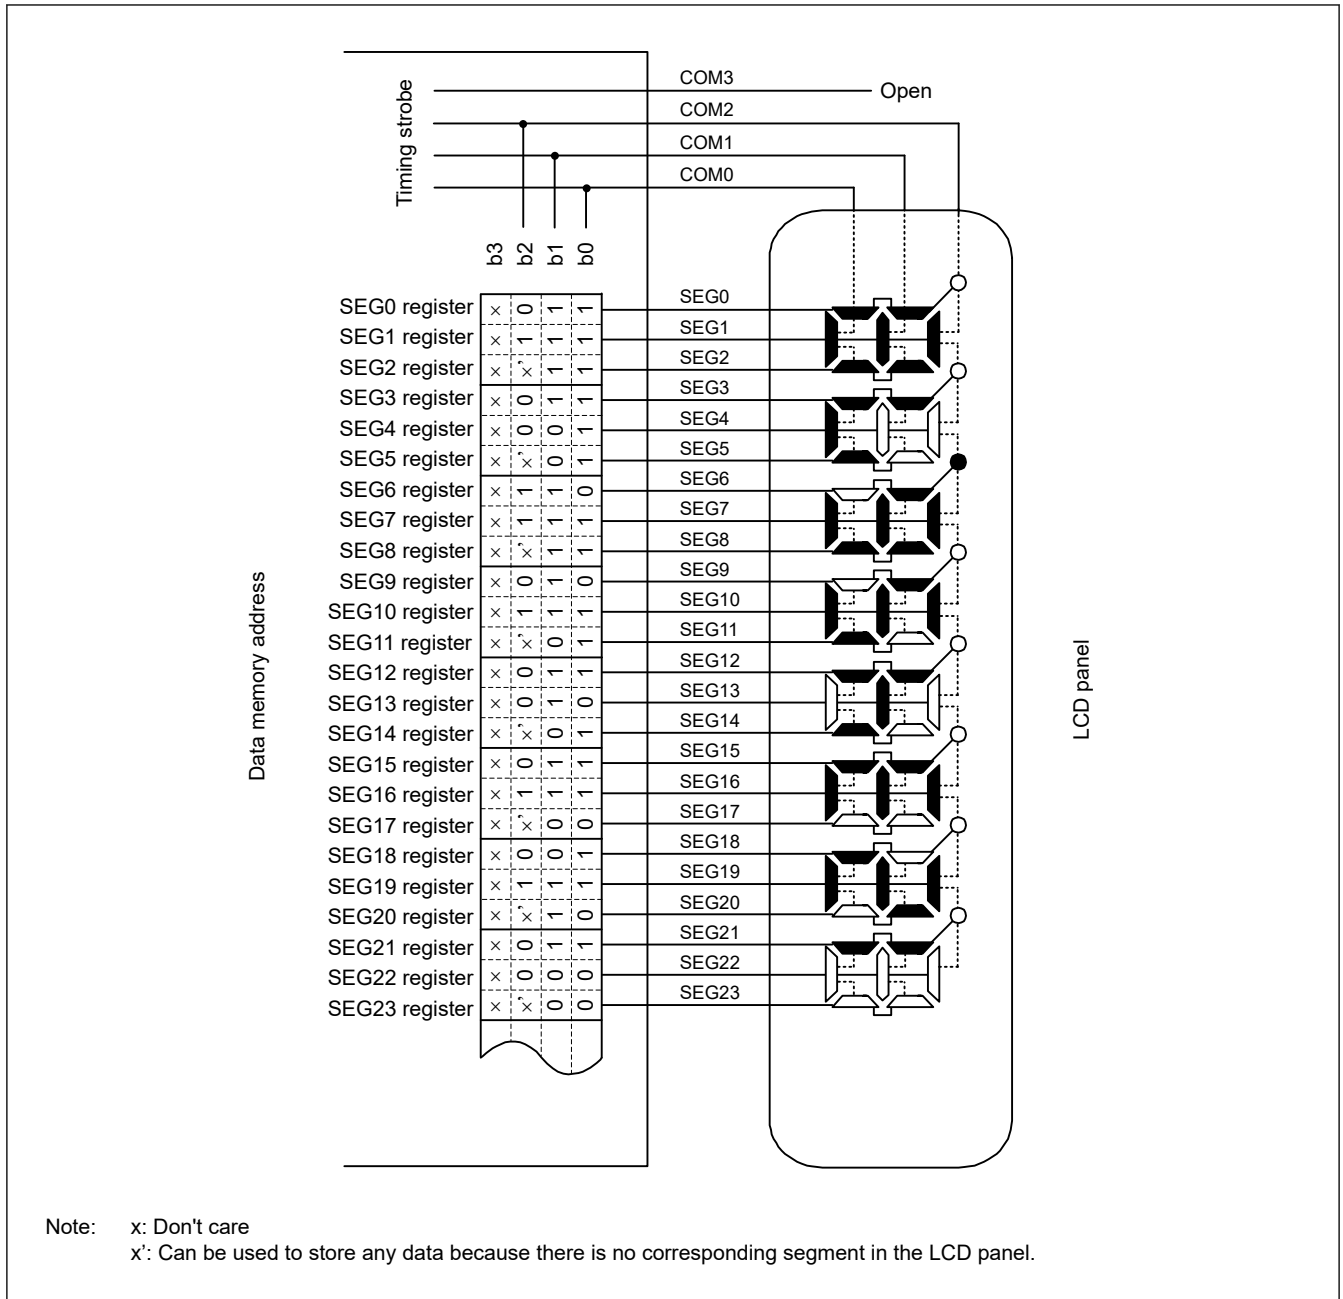 COM3
Open
COM2
COM1
COM0
Timing strobe
b3 b2 b1 b0
SEG0 register × 0 1 1 SEG0
SEG1 register × 1 1 1 SEG1
SEG2 register × ×’ 1 1 SEG2
SEG3 register × 0 1 1 SEG3
SEG4 register × 0 0 1 SEG4
SEG5 register × ×’ 0 1 SEG5
SEG6 register × 1 1 0 SEG6
SEG7 register × 1 1 1 SEG7
SEG8 register × ×’ 1 1 SEG8
SEG9 register × 0 1 0 SEG9
SEG10 register × 1 1 1 SEG10
SEG11 register × ×’ 0 1 SEG11
SEG12 register × 0 1 1 SEG12
SEG13 register × 0 1 0 SEG13
SEG14 register × ×’ 0 1 SEG14
SEG15 register × 0 1 1 SEG15
SEG16 register × 1 1 1 SEG16
SEG17 register × ×’ 0 0 SEG17
SEG18 register × 0 0 1 SEG18
SEG19 register × 1 1 1 SEG19
SEG20 register × ×’ 1 0 SEG20
SEG21 register × 0 1 1 SEG21
SEG22 register × 0 0 0 SEG22
SEG23 register × ×’ 0 0 SEG23
Data memory address
LCD panel
Note: x: Don't care
x’: Can be used to store any data because there is no corresponding segment in the LCD panel.